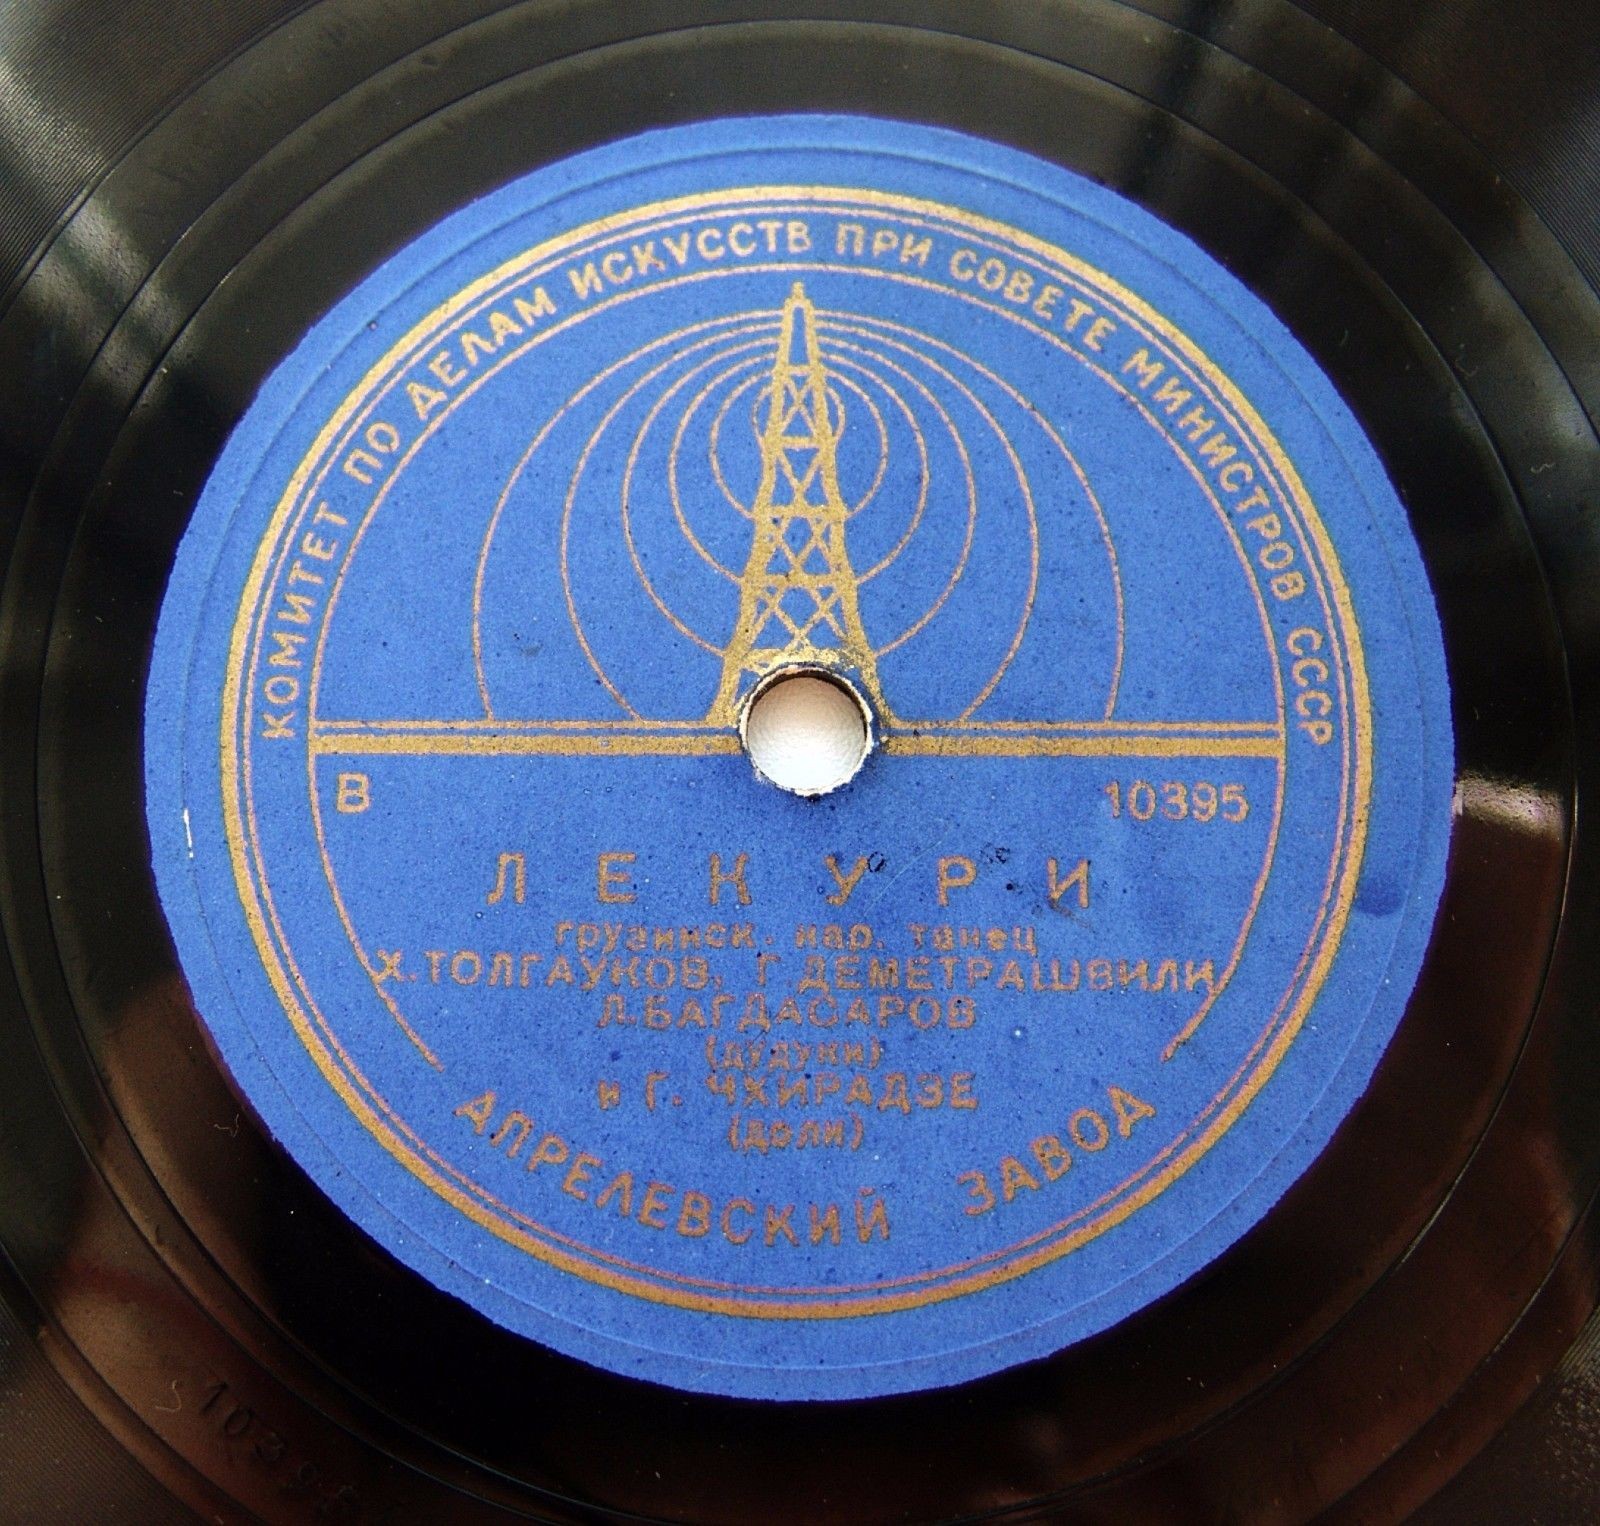 КОМИТЕТ ПО ДЕЛАМ ИСКУССТВ ПРИ СОВЕТЕ МИНИСТРОВ СССР
В 10395
ЛЕКУРИ
грузинск. нар. танец
Х. ТОЛГАУКОВ, Г. ДЕМЕТРАШВИЛИ
Л. БАГДАСАРОВ
(дудуки)
и Г. ЧХИРАДЗЕ
(доли)
АПРЕЛЕВСКИЙ ЗАВОД